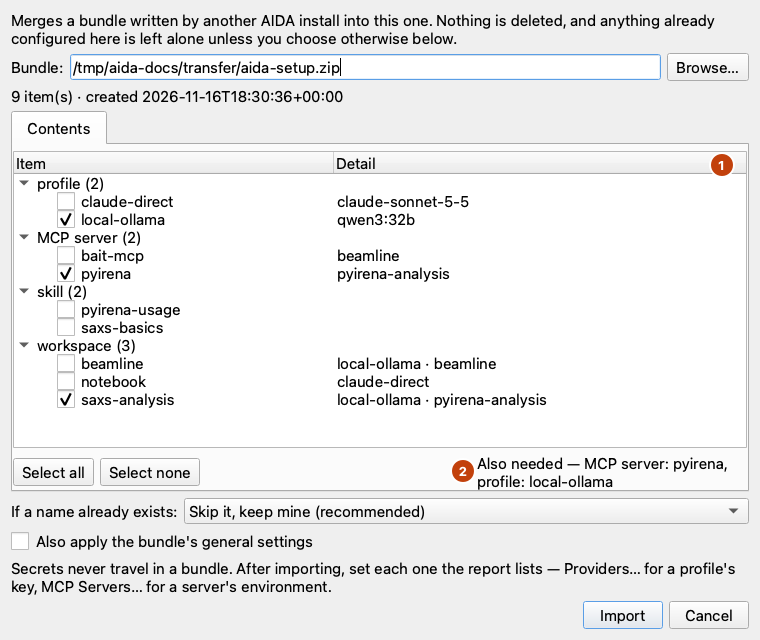 Merges a bundle written by another AIDA install into this one. Nothing is deleted, and anything already
configured here is left alone unless you choose otherwise below.
Bundle: /tmp/aida-docs/transfer/aida-setup.zip Browse...
9 item(s) · created 2026-11-16T18:30:36+00:00
Contents
Item Detail 1
profile (2)
claude-direct claude-sonnet-5-5
local-ollama qwen3:32b
MCP server (2)
bait-mcp beamline
pyirena pyirena-analysis
skill (2)
pyirena-usage
saxs-basics
workspace (3)
beamline local-ollama · beamline
notebook claude-direct
saxs-analysis local-ollama · pyirena-analysis
Select all Select none 2 Also needed — MCP server: pyirena,
profile: local-ollama
If a name already exists: Skip it, keep mine (recommended)
Also apply the bundle's general settings
Secrets never travel in a bundle. After importing, set each one the report lists — Providers... for a profile's
key, MCP Servers... for a server's environment.
Import Cancel